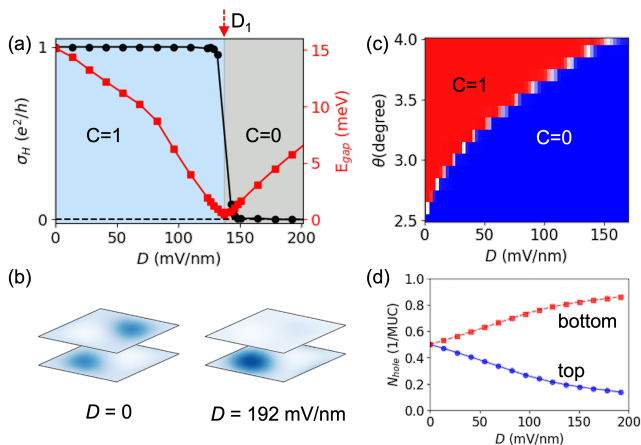 D₁
(a)
1
0
σ_H (e²/h)
C=1
C=0
15
10
5
0
E_gap (meV)
0 50 100 150 200
D (mV/nm)
(b)
D = 0
D = 192 mV/nm
(c)
4.0
3.5
3.0
2.5
θ(degree)
C=1
C=0
0 50 100 150
D (mV/nm)
(d)
1.0
0.8
0.6
0.4
0.2
0.0
N_hole (1/MUC)
bottom
top
0 50 100 150 200
D (mV/nm)